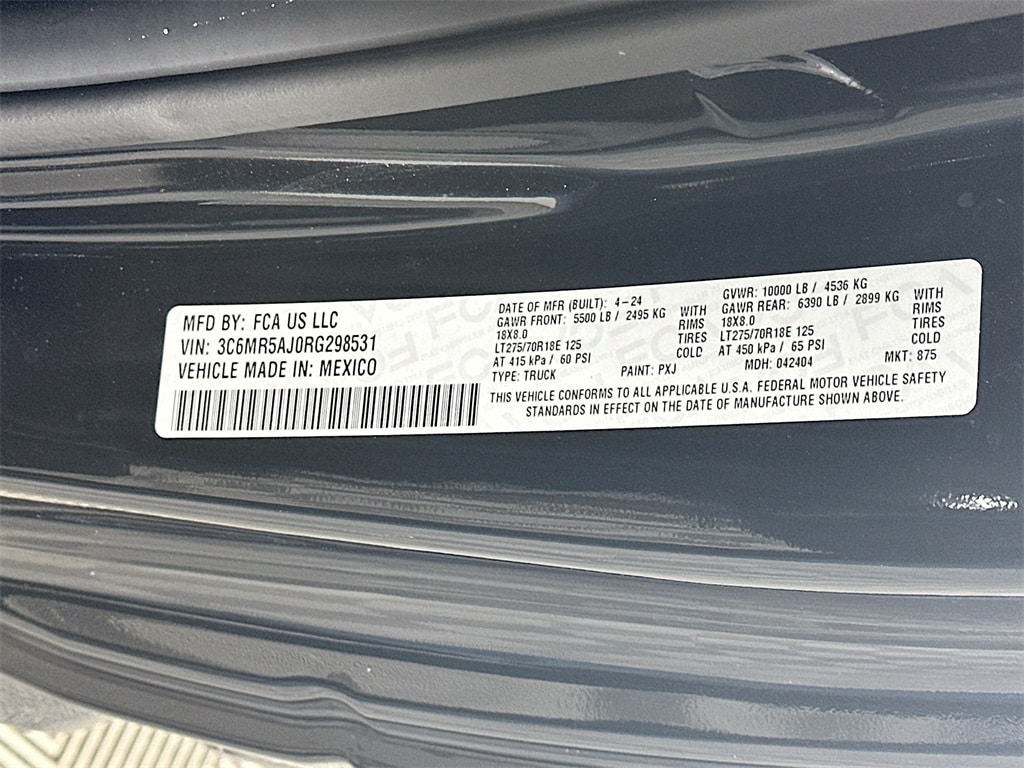 MFD BY: FCA US LLC
VIN: 3C6MR5AJ0RG298531
VEHICLE MADE IN: MEXICO
DATE OF MFR (BUILT): 4-24
GAWR FRONT: 5500 LB / 2495 KG WITH
18X8.0 RIMS
LT275/70R18E 125 TIRES
AT 415 kPa / 60 PSI COLD
TYPE: TRUCK PAINT: PXJ
GVWR: 10000 LB / 4536 KG
GAWR REAR: 6390 LB / 2899 KG WITH
18X8.0 RIMS
LT275/70R18E 125 TIRES
AT 450 kPa / 65 PSI COLD
MDH: 042404 MKT: 875
THIS VEHICLE CONFORMS TO ALL APPLICABLE U.S.A. FEDERAL MOTOR VEHICLE SAFETY
STANDARDS IN EFFECT ON THE DATE OF MANUFACTURE SHOWN ABOVE.